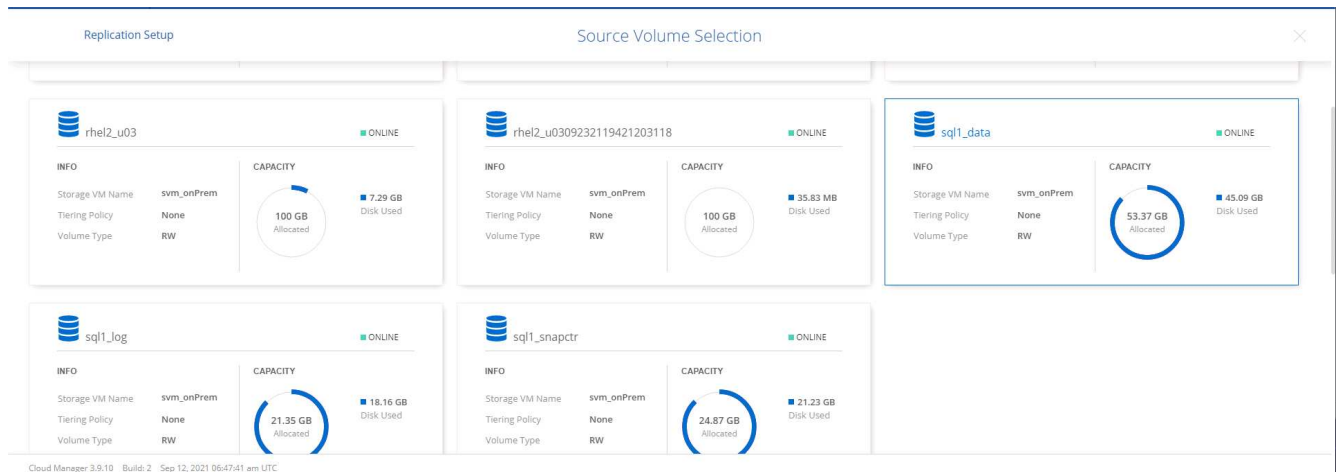 Replication Setup
Source Volume Selection
rhel2_u03
ONLINE
INFO
CAPACITY
Storage VM Name svm_onPrem
Tiering Policy None
Volume Type RW
100 GB
Allocated
7.29 GB
Disk Used
rhel2_u0309232119421203118
ONLINE
INFO
CAPACITY
Storage VM Name svm_onPrem
Tiering Policy None
Volume Type RW
100 GB
Allocated
35.83 MB
Disk Used
sql1_data
ONLINE
INFO
CAPACITY
Storage VM Name svm_onPrem
Tiering Policy None
Volume Type RW
53.37 GB
Allocated
45.09 GB
Disk Used
sql1_log
ONLINE
INFO
CAPACITY
Storage VM Name svm_onPrem
Tiering Policy None
Volume Type RW
21.35 GB
Allocated
18.16 GB
Disk Used
sql1_snapctr
ONLINE
INFO
CAPACITY
Storage VM Name svm_onPrem
Tiering Policy None
Volume Type RW
24.87 GB
Allocated
21.23 GB
Disk Used
Cloud Manager 3.9.10 Build: 2 Sep 12, 2021 06:47:41 am UTC